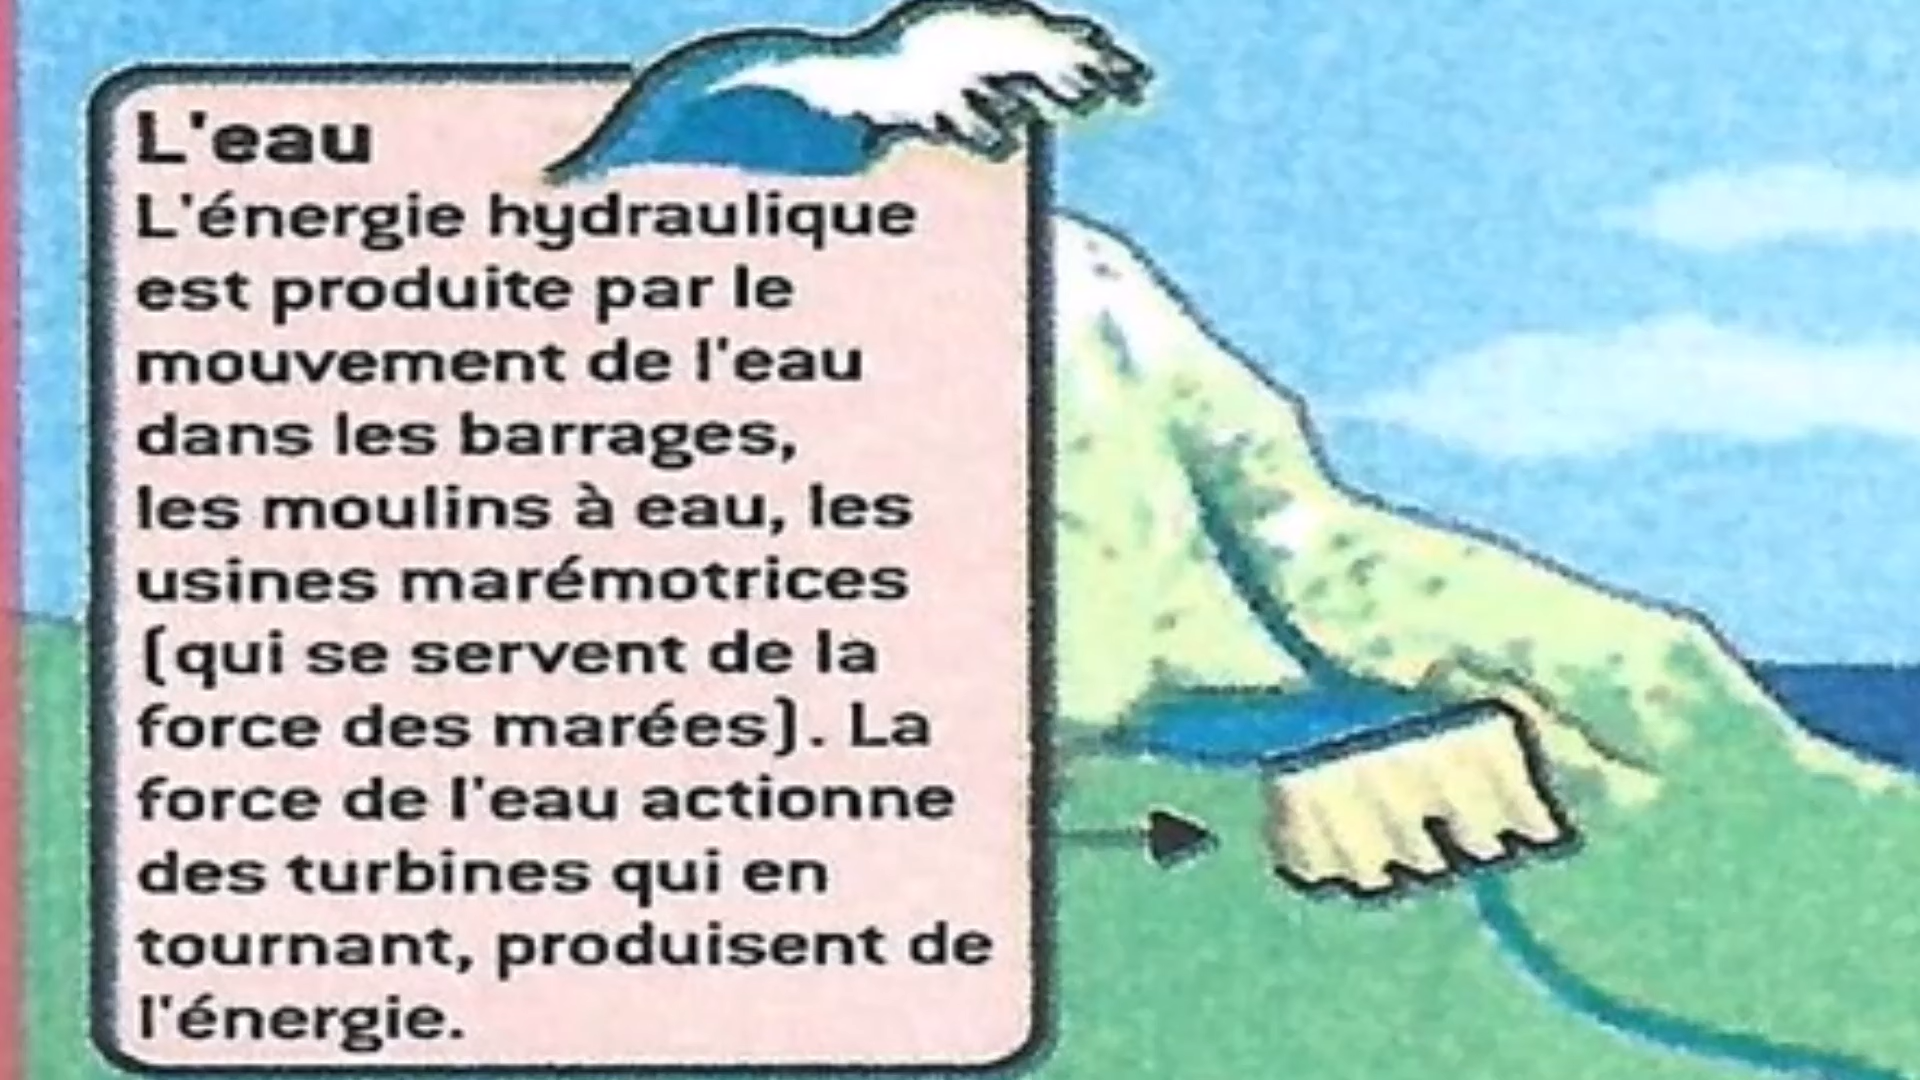 L'eau
L'énergie hydraulique
est produite par le
mouvement de l'eau
dans les barrages,
les moulins à eau, les
usines marémotrices
(qui se servent de la
force des marées). La
force de l'eau actionne
des turbines qui en
tournant, produisent de
l'énergie.